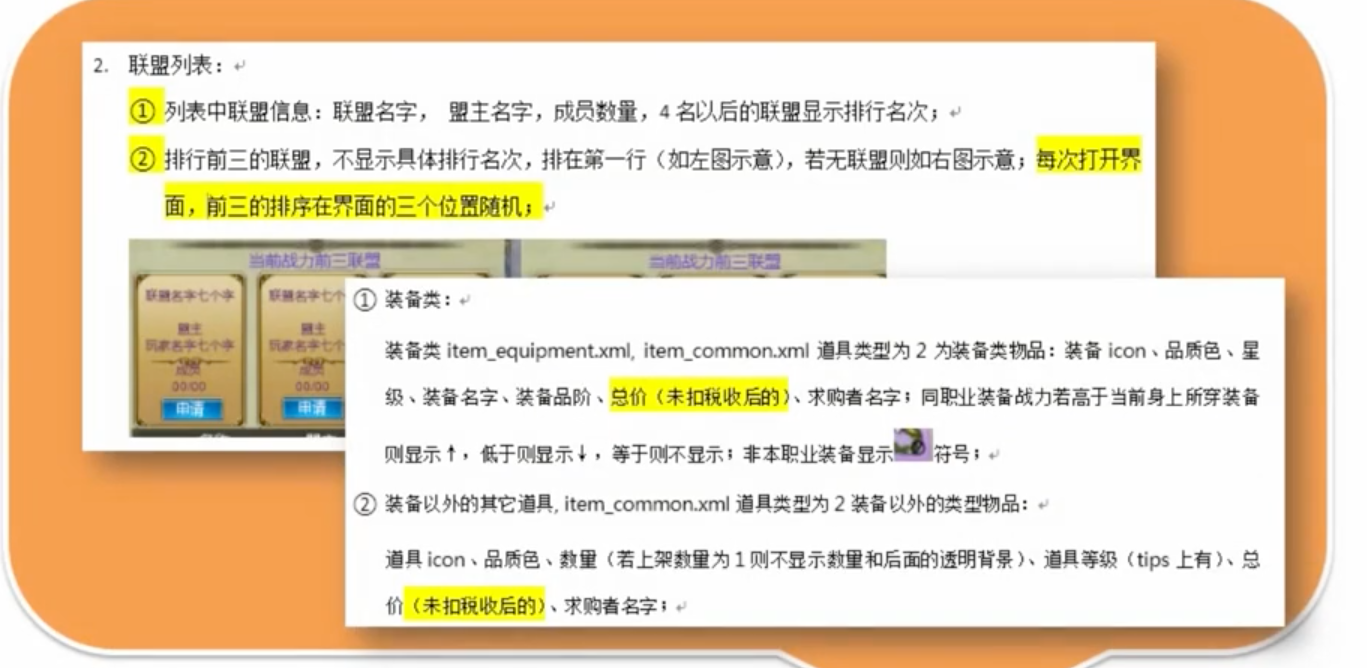 2. 联盟列表：
① 列表中联盟信息：联盟名字， 盟主名字，成员数量，4 名以后的联盟显示排行名次；
② 排行前三的联盟，不显示具体排行名次，排在第一行（如左图示意），若无联盟则如右图示意；每次打开界
面，前三的排序在界面的三个位置随机；
当前战力前三联盟
当前战力前三联盟
联盟名字七个字
联盟名字七个
盟主
盟主
玩家名字七个字
玩家名字七个
成员
成员
00/00
00/00
申请
申请
① 装备类：
装备类 item_equipment.xml, item_common.xml 道具类型为 2 为装备类物品：装备 icon、品质色、星
级、装备名字、装备品阶、总价（未扣税收后的）、求购者名字；同职业装备战力若高于当前身上所穿装备
则显示↑，低于则显示↓，等于则不显示；非本职业装备显示符号；
② 装备以外的其它道具, item_common.xml 道具类型为 2 装备以外的类型物品：
道具 icon、品质色、数量（若上架数量为 1 则不显示数量和后面的透明背景）、道具等级（tips 上有）、总
价（未扣税收后的）、求购者名字；